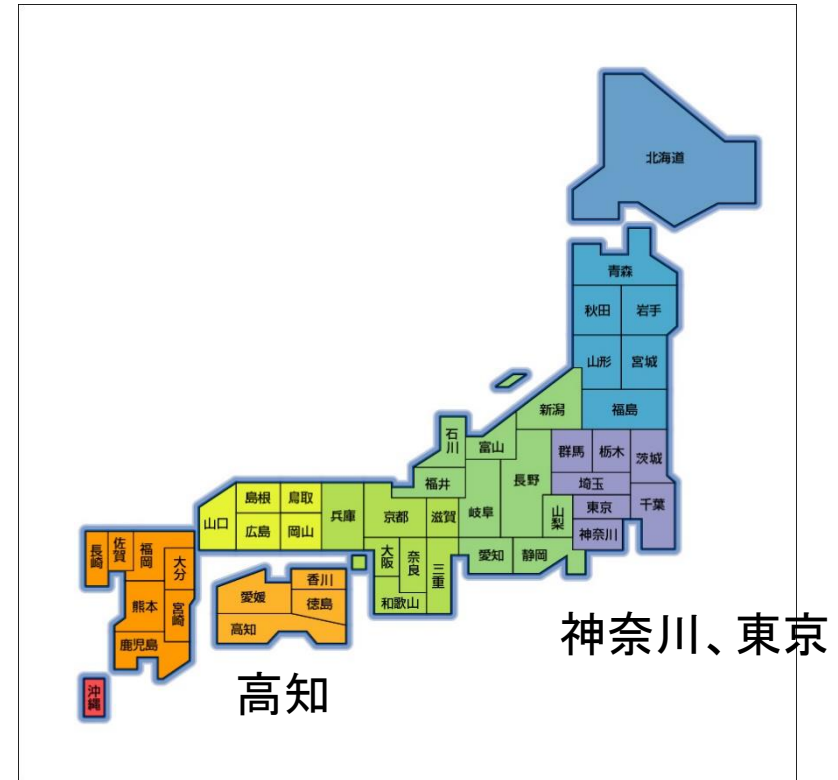 北海道
青森
秋田 岩手
山形 宮城
新潟 福島
石川 富山 群馬 栃木 茨城
福井 長野 埼玉
島根 鳥取 兵庫 京都 滋賀 岐阜 山梨 東京 千葉
山口 広島 岡山 神奈川
長崎 佐賀 福岡 大分 大阪 奈良 三重 愛知 静岡
香川
熊本 宮崎 愛媛 徳島 和歌山
鹿児島 高知
神奈川、東京
沖縄 高知